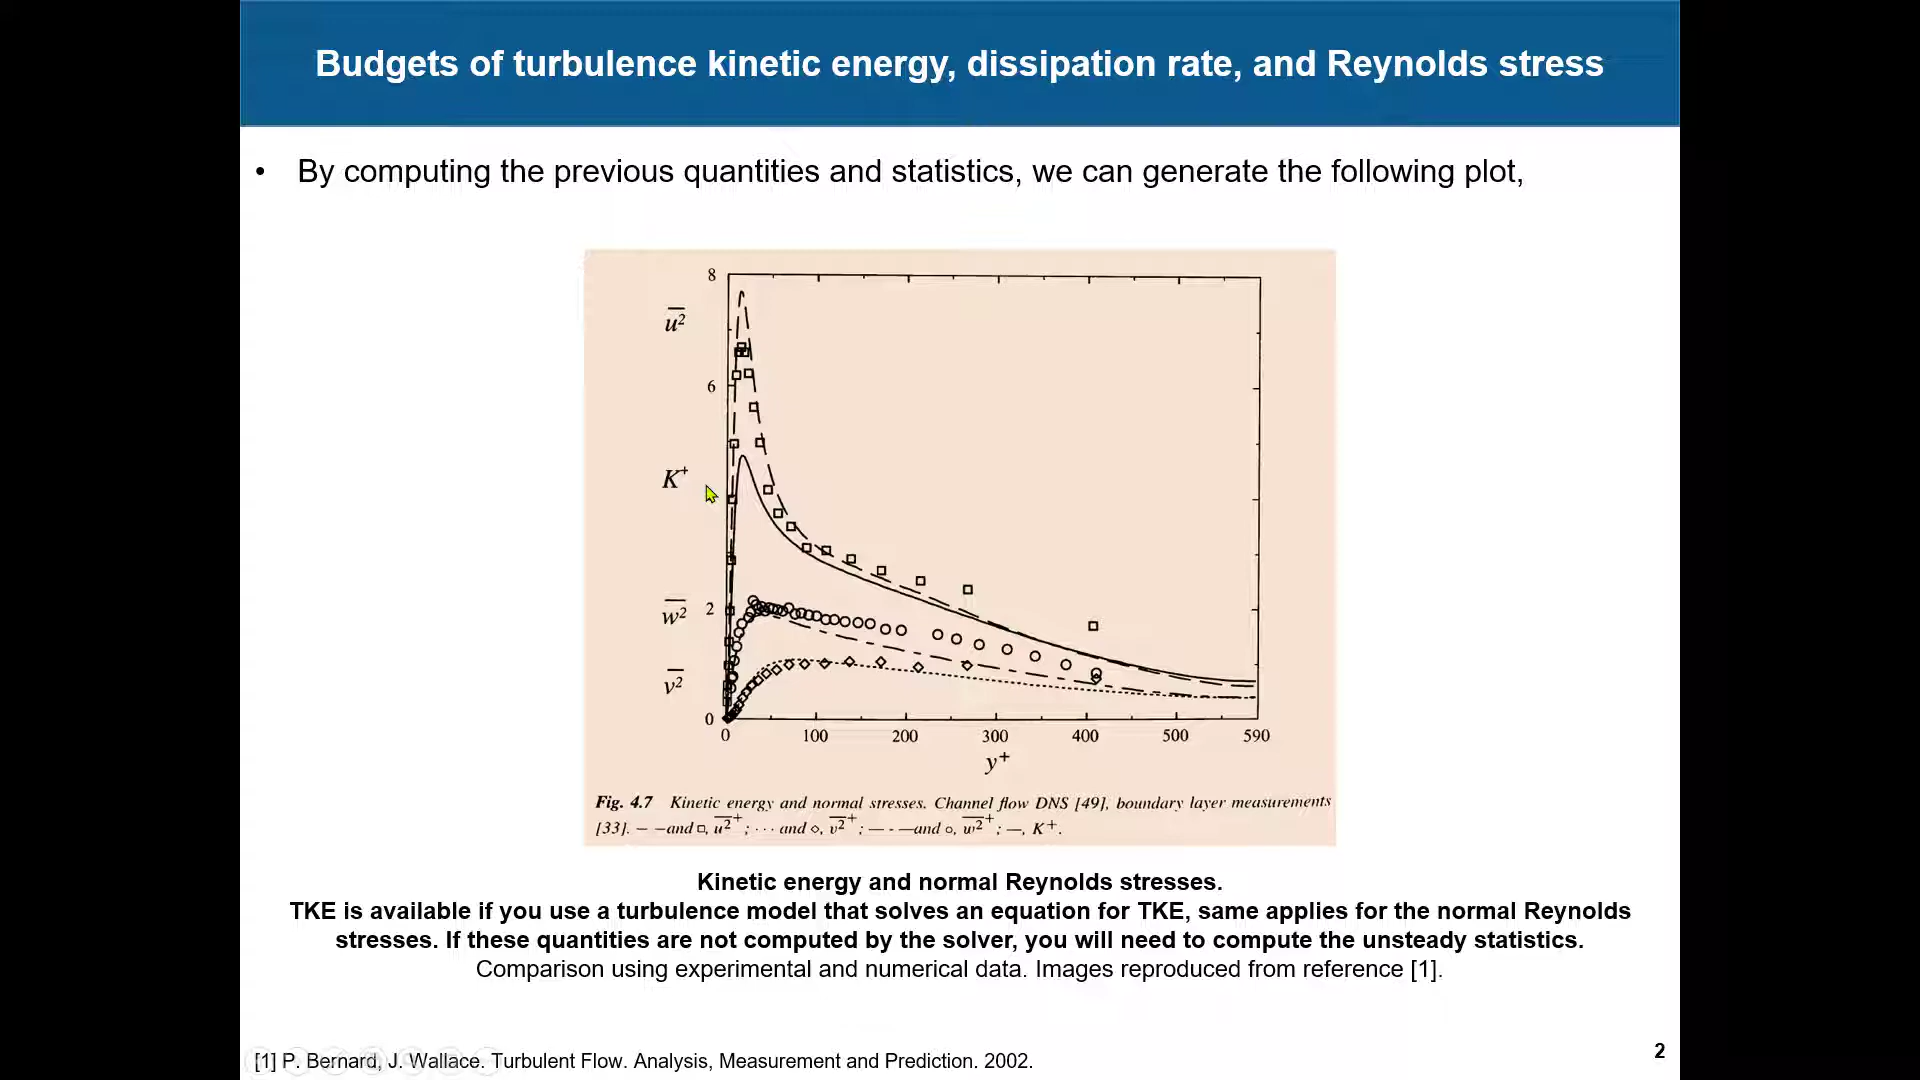 Budgets of turbulence kinetic energy, dissipation rate, and Reynolds stress
• By computing the previous quantities and statistics, we can generate the following plot,
8
u²
6
K⁺
w² 2
v²
0
0 100 200 300 400 500 590
y⁺
Fig. 4.7 Kinetic energy and normal stresses. Channel flow DNS [49], boundary layer measurements
[33]. – –and □, u²⁺; ··· and ◇, v²⁺; — - —and ○, w²⁺; —, K⁺.
Kinetic energy and normal Reynolds stresses.
TKE is available if you use a turbulence model that solves an equation for TKE, same applies for the normal Reynolds
stresses. If these quantities are not computed by the solver, you will need to compute the unsteady statistics.
Comparison using experimental and numerical data. Images reproduced from reference [1].
[1] P. Bernard, J. Wallace. Turbulent Flow. Analysis, Measurement and Prediction. 2002.
2